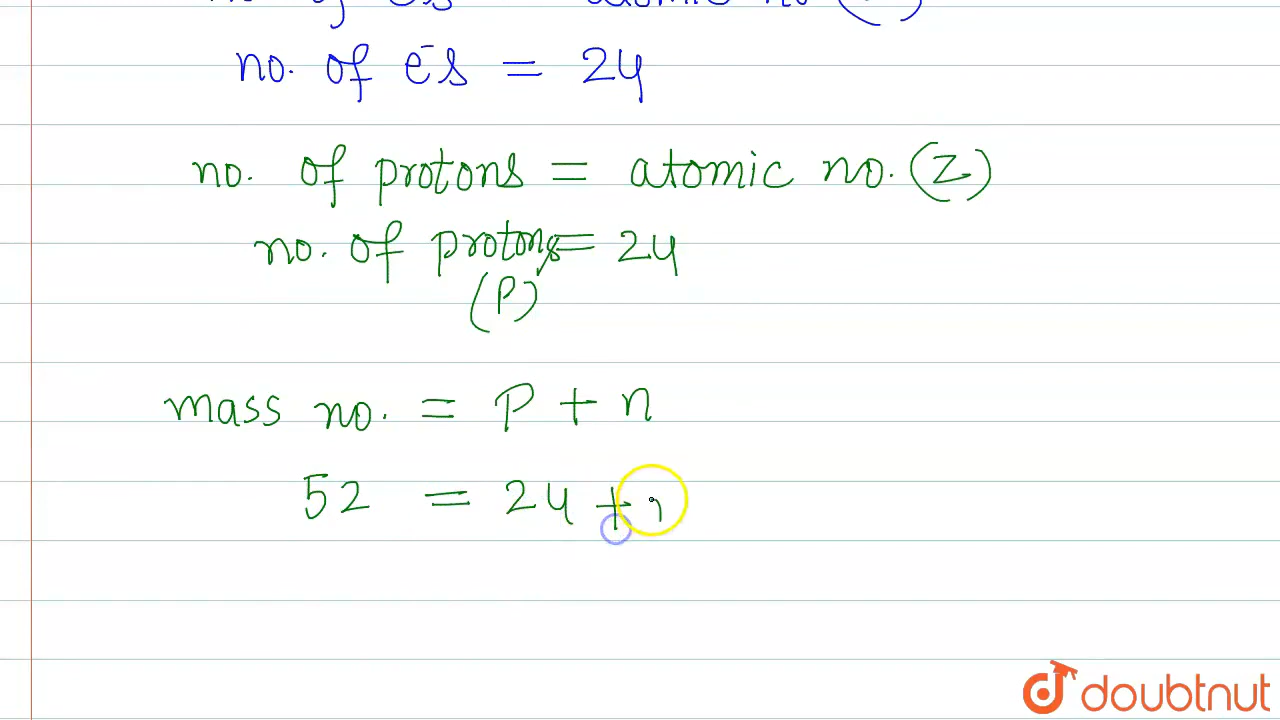 no. of e̅s = 24
no. of protons = atomic no. (Z)
no. of protons = 24
(P)
mass no. = P + n
52 = 24 +
doubtnut